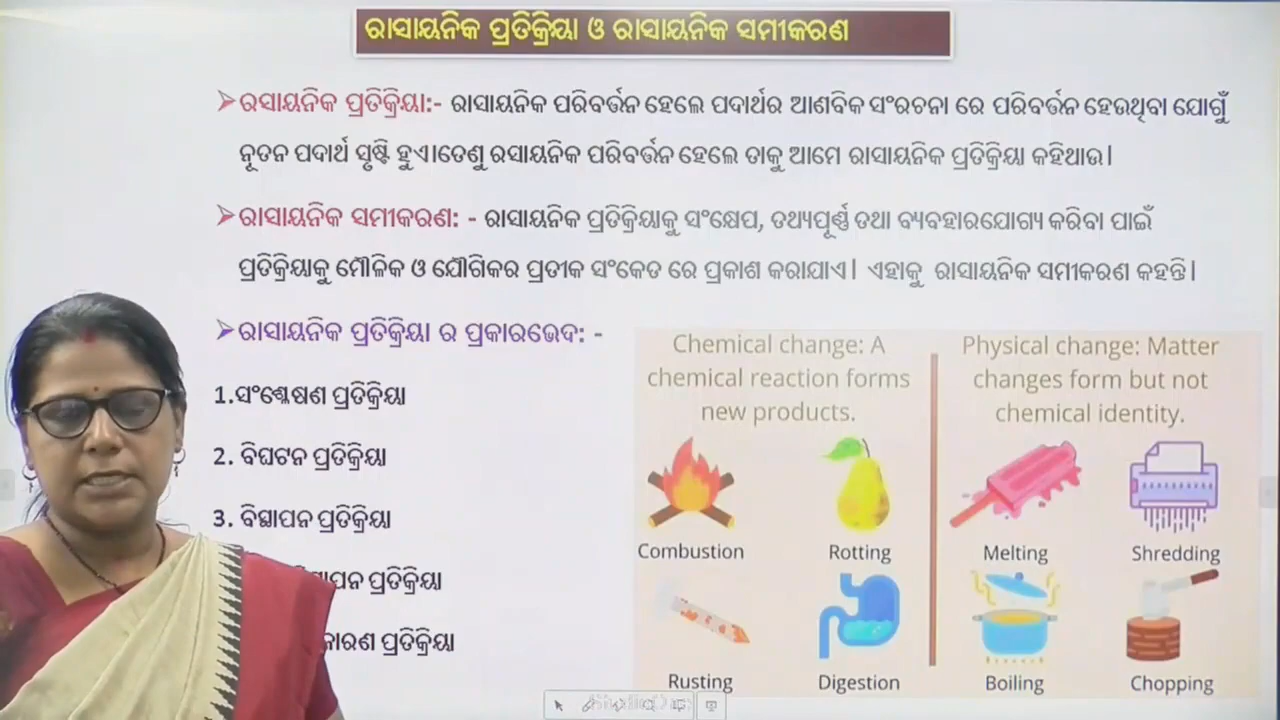 ରାସାୟନିକ ପ୍ରତିକ୍ରିୟା ଓ ରାସାୟନିକ ସମୀକରଣ
ରସାୟନିକ ପ୍ରତିକ୍ରିୟା:- ରାସାୟନିକ ପରିବର୍ତ୍ତନ ହେଲେ ପଦାର୍ଥର ଆଣବିକ ସଂରଚନା ରେ ପରିବର୍ତ୍ତନ ହେଉଥିବା ଯୋଗୁଁ
ନୂତନ ପଦାର୍ଥ ସୃଷ୍ଟି ହୁଏ।ତେଣୁ ରସାୟନିକ ପରିବର୍ତ୍ତନ ହେଲେ ତାକୁ ଆମେ ରାସାୟନିକ ପ୍ରତିକ୍ରିୟା କହିଥାଉ।
ରାସାୟନିକ ସମୀକରଣ: - ରାସାୟନିକ ପ୍ରତିକ୍ରିୟାକୁ ସଂକ୍ଷେପ, ତଥ୍ୟପୂର୍ଣ୍ଣ ତଥା ବ୍ୟବହାରଯୋଗ୍ୟ କରିବା ପାଇଁ
ପ୍ରତିକ୍ରିୟାକୁ ମୌଳିକ ଓ ଯୌଗିକର ପ୍ରତୀକ ସଂକେତ ରେ ପ୍ରକାଶ କରାଯାଏ। ଏହାକୁ ରାସାୟନିକ ସମୀକରଣ କହନ୍ତି।
ରାସାୟନିକ ପ୍ରତିକ୍ରିୟା ର ପ୍ରକାରଭେଦ: -
1.ସଂଶ୍ଳେଷଣ ପ୍ରତିକ୍ରିୟା
2. ବିଘଟନ ପ୍ରତିକ୍ରିୟା
3. ବିସ୍ଥାପନ ପ୍ରତିକ୍ରିୟା
ପ୍ରତିକ୍ରିୟା
ପ୍ରତିକ୍ରିୟା
Chemical change: A
chemical reaction forms
new products.
Combustion
Rotting
Rusting
Digestion
Physical change: Matter
changes form but not
chemical identity.
Melting
Shredding
Boiling
Chopping